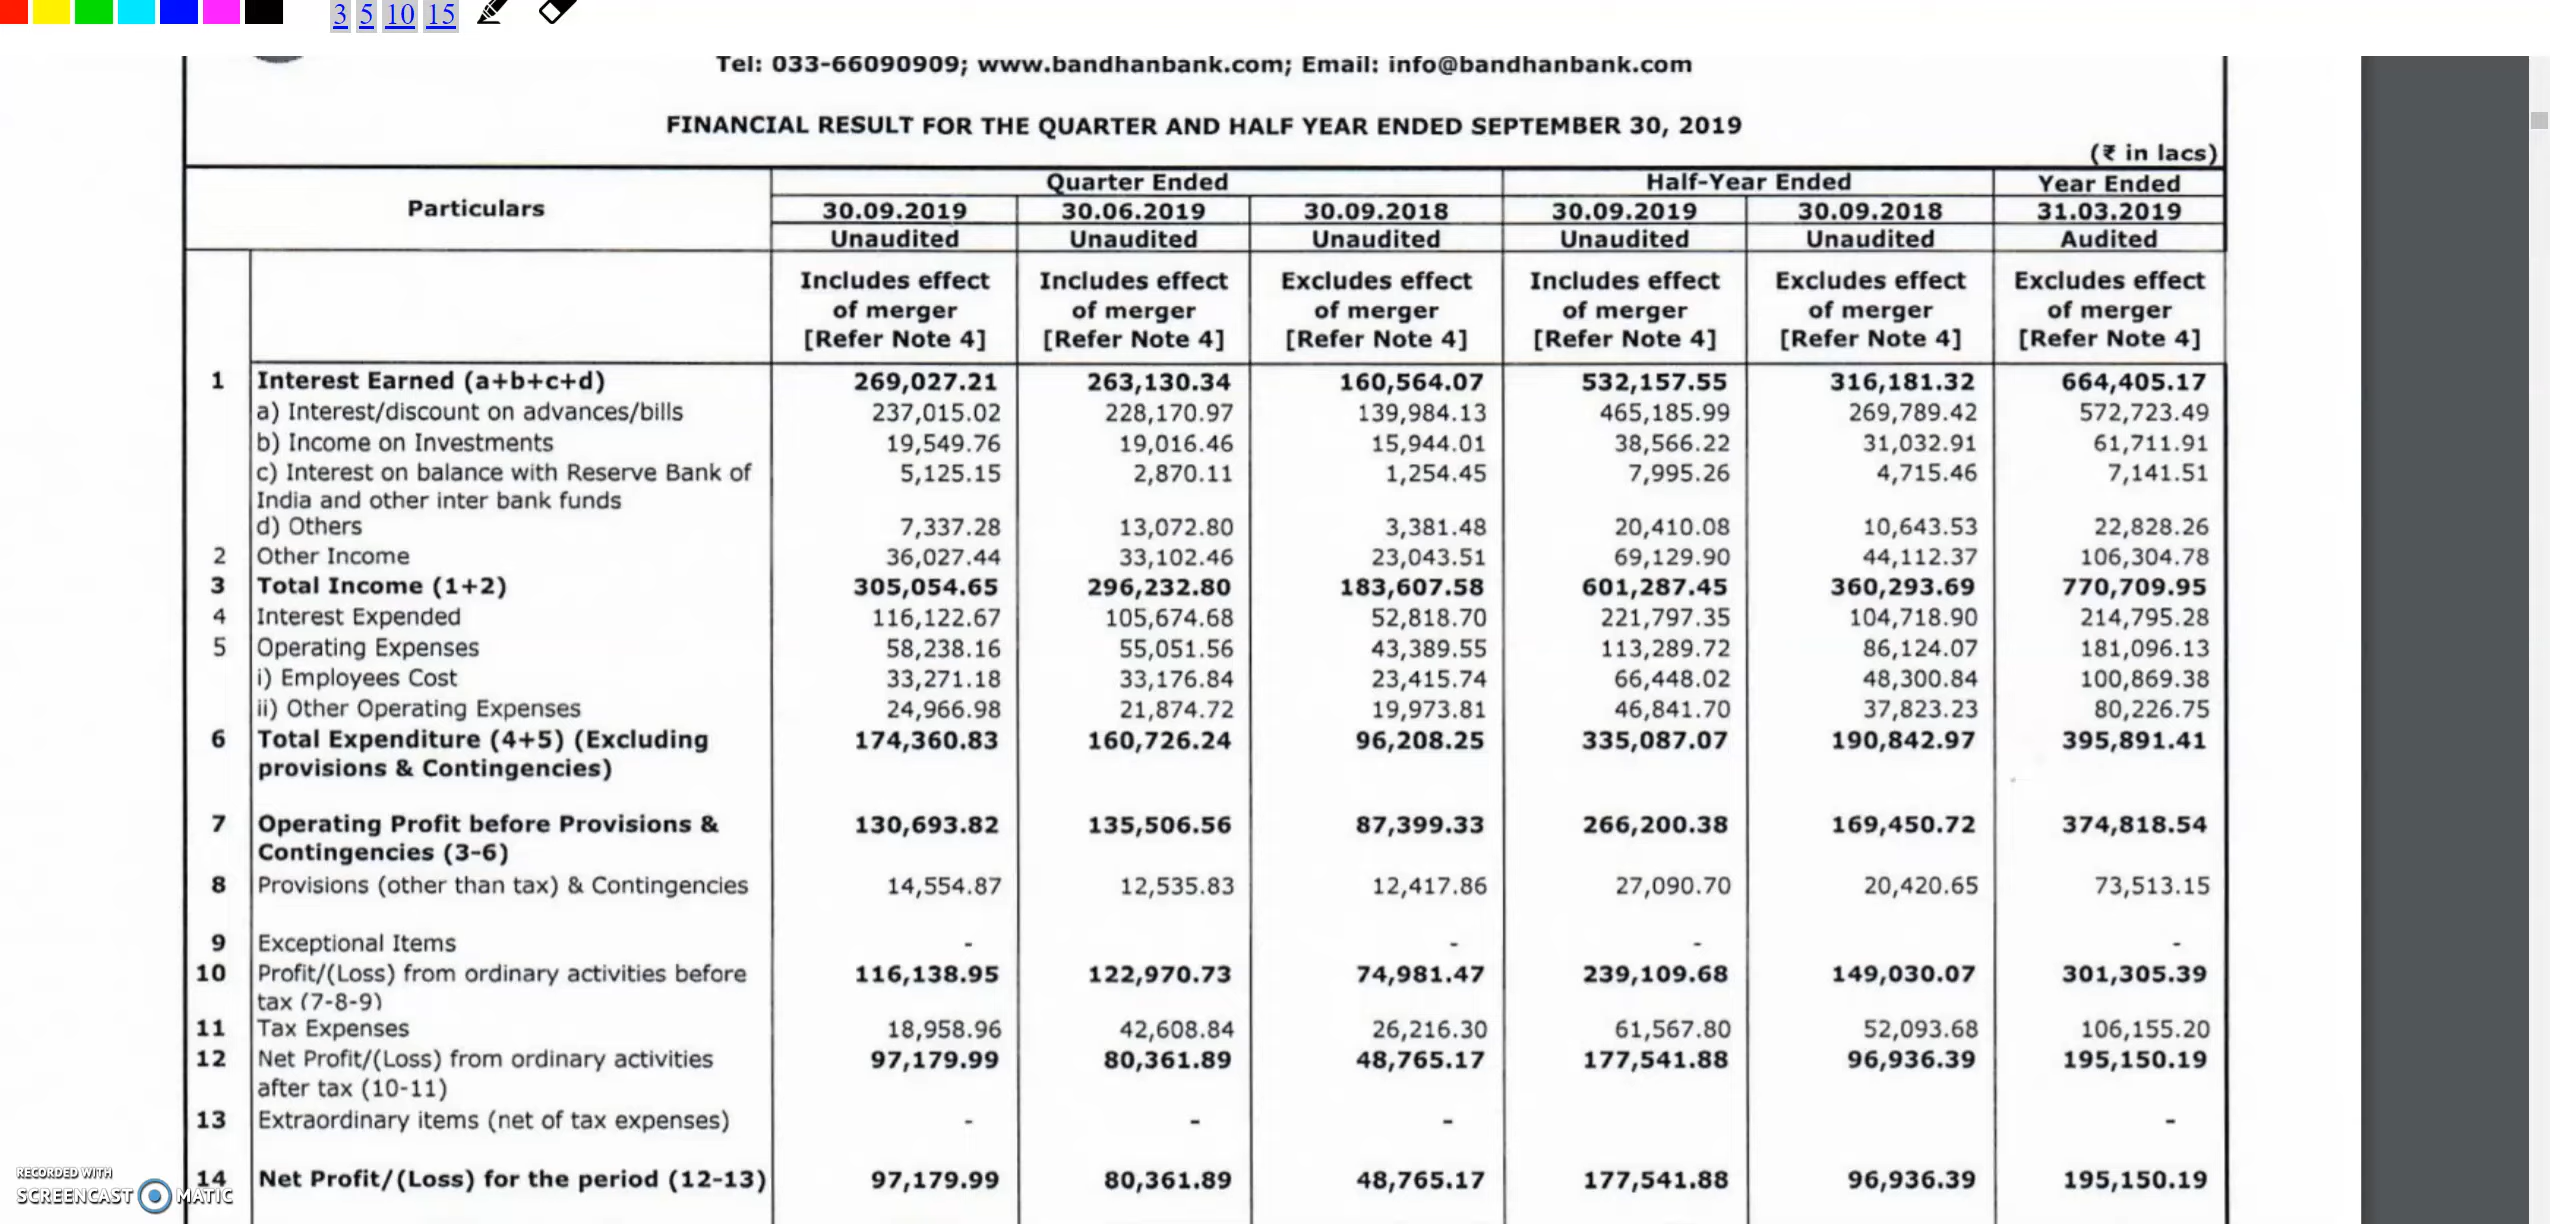 3 5 10 15
Tel: 033-66090909; www.bandhanbank.com; Email: info@bandhanbank.com
FINANCIAL RESULT FOR THE QUARTER AND HALF YEAR ENDED SEPTEMBER 30, 2019
(₹ in lacs)
Particulars Quarter Ended Half-Year Ended Year Ended
30.09.2019 30.06.2019 30.09.2018 30.09.2019 30.09.2018 31.03.2019
Unaudited Unaudited Unaudited Unaudited Unaudited Audited
Includes effect Includes effect Excludes effect Includes effect Excludes effect Excludes effect
of merger of merger of merger of merger of merger of merger
[Refer Note 4] [Refer Note 4] [Refer Note 4] [Refer Note 4] [Refer Note 4] [Refer Note 4]
1 Interest Earned (a+b+c+d) 269,027.21 263,130.34 160,564.07 532,157.55 316,181.32 664,405.17
a) Interest/discount on advances/bills 237,015.02 228,170.97 139,984.13 465,185.99 269,789.42 572,723.49
b) Income on Investments 19,549.76 19,016.46 15,944.01 38,566.22 31,032.91 61,711.91
c) Interest on balance with Reserve Bank of 5,125.15 2,870.11 1,254.45 7,995.26 4,715.46 7,141.51
India and other inter bank funds
d) Others 7,337.28 13,072.80 3,381.48 20,410.08 10,643.53 22,828.26
2 Other Income 36,027.44 33,102.46 23,043.51 69,129.90 44,112.37 106,304.78
3 Total Income (1+2) 305,054.65 296,232.80 183,607.58 601,287.45 360,293.69 770,709.95
4 Interest Expended 116,122.67 105,674.68 52,818.70 221,797.35 104,718.90 214,795.28
5 Operating Expenses 58,238.16 55,051.56 43,389.55 113,289.72 86,124.07 181,096.13
i) Employees Cost 33,271.18 33,176.84 23,415.74 66,448.02 48,300.84 100,869.38
ii) Other Operating Expenses 24,966.98 21,874.72 19,973.81 46,841.70 37,823.23 80,226.75
6 Total Expenditure (4+5) (Excluding 174,360.83 160,726.24 96,208.25 335,087.07 190,842.97 395,891.41
provisions & Contingencies)
7 Operating Profit before Provisions & 130,693.82 135,506.56 87,399.33 266,200.38 169,450.72 374,818.54
Contingencies (3-6)
8 Provisions (other than tax) & Contingencies 14,554.87 12,535.83 12,417.86 27,090.70 20,420.65 73,513.15
9 Exceptional Items - - - -
10 Profit/(Loss) from ordinary activities before 116,138.95 122,970.73 74,981.47 239,109.68 149,030.07 301,305.39
tax (7-8-9)
11 Tax Expenses 18,958.96 42,608.84 26,216.30 61,567.80 52,093.68 106,155.20
12 Net Profit/(Loss) from ordinary activities 97,179.99 80,361.89 48,765.17 177,541.88 96,936.39 195,150.19
after tax (10-11)
13 Extraordinary items (net of tax expenses) - - - -
14 Net Profit/(Loss) for the period (12-13) 97,179.99 80,361.89 48,765.17 177,541.88 96,936.39 195,150.19
RECORDED WITH
SCREENCAST MATIC